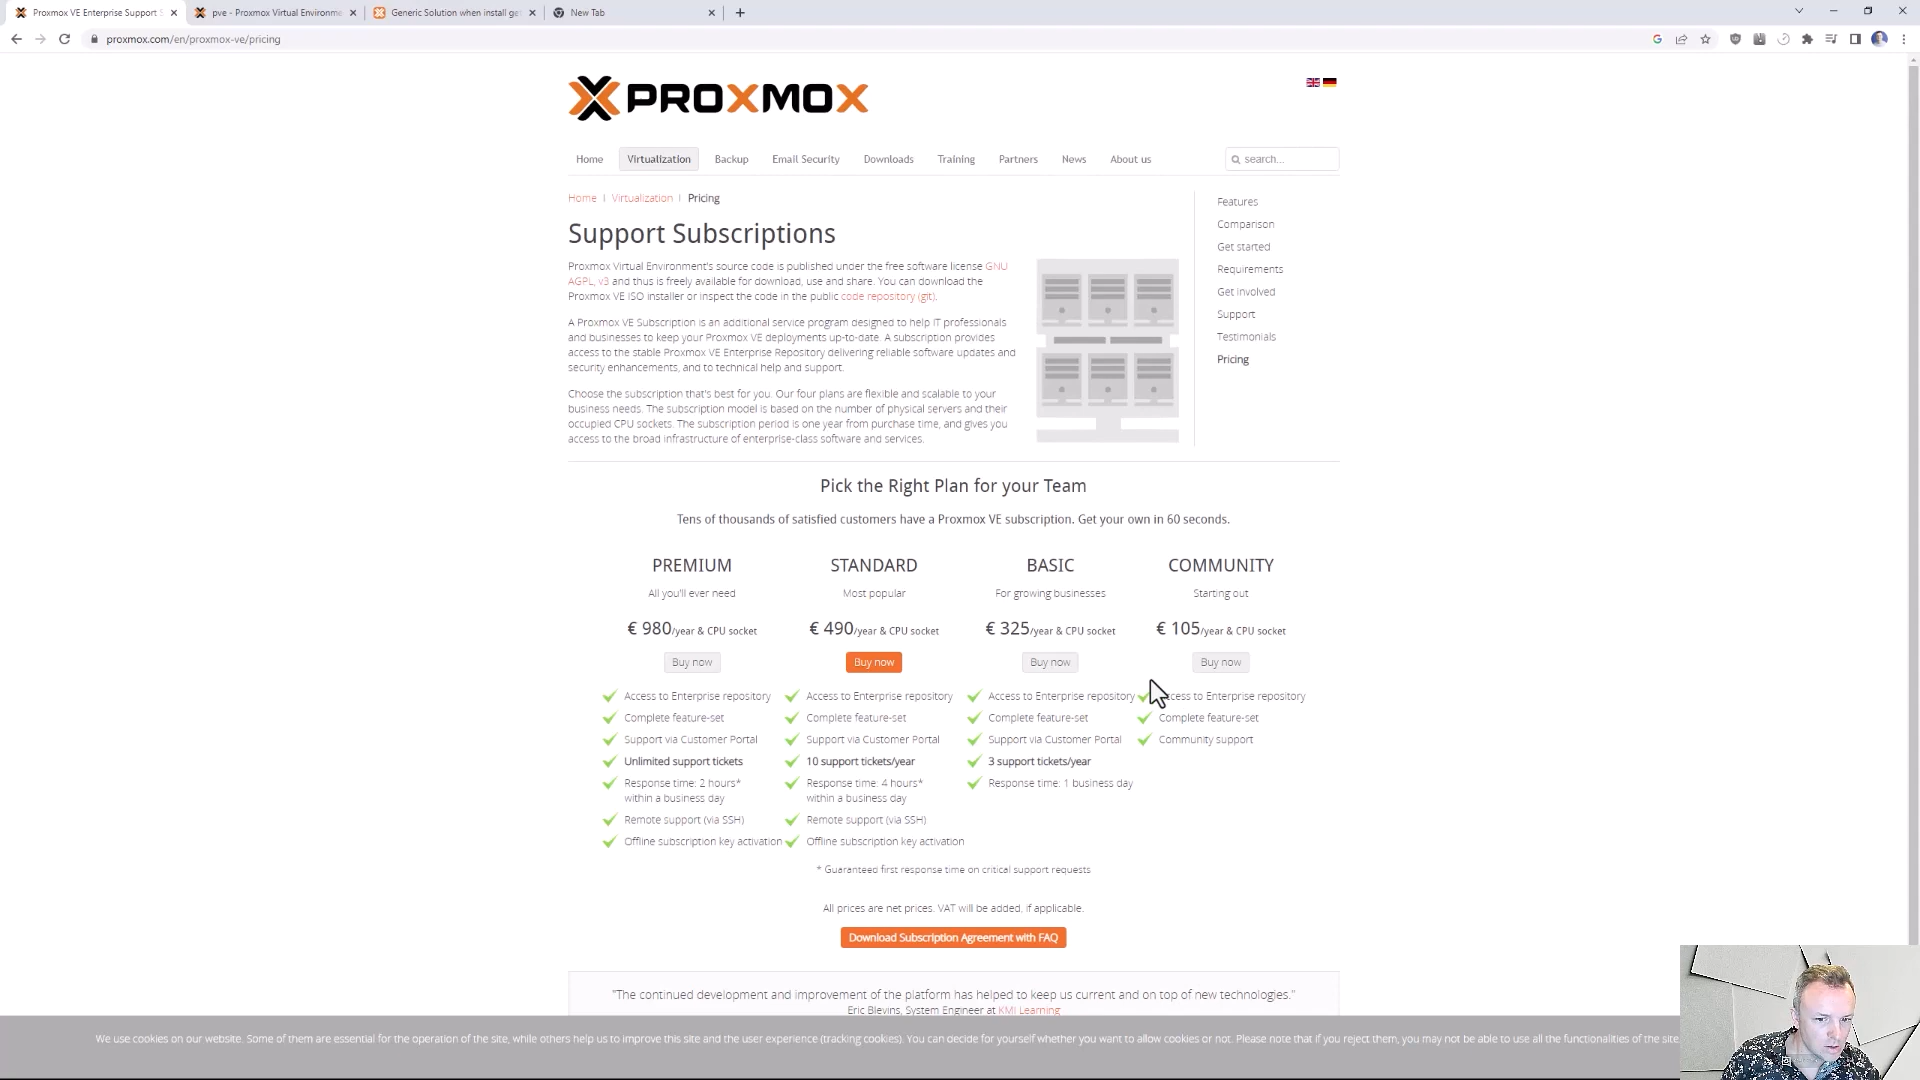 Proxmox VE Enterprise Support S
pve - Proxmox Virtual Environme
Generic Solution when install ge
New Tab
proxmox.com/en/proxmox-ve/pricing
PROXMOX
Home
Virtualization
Backup
Email Security
Downloads
Training
Partners
News
About us
search...
Home | Virtualization | Pricing
Support Subscriptions
Proxmox Virtual Environment's source code is published under the free software license GNU
AGPL, v3 and thus is freely available for download, use and share. You can download the
Proxmox VE ISO installer or inspect the code in the public code repository (git).
A Proxmox VE Subscription is an additional service program designed to help IT professionals
and businesses to keep your Proxmox VE deployments up-to-date. A subscription provides
access to the stable Proxmox VE Enterprise Repository delivering reliable software updates and
security enhancements, and to technical help and support.
Choose the subscription that's best for you. Our four plans are flexible and scalable to your
business needs. The subscription model is based on the number of physical servers and their
occupied CPU sockets. The subscription period is one year from purchase time, and gives you
access to the broad infrastructure of enterprise-class software and services.
Features
Comparison
Get started
Requirements
Get Involved
Support
Testimonials
Pricing
Pick the Right Plan for your Team
Tens of thousands of satisfied customers have a Proxmox VE subscription. Get your own in 60 seconds.
PREMIUM
All you'll ever need
€ 980/year & CPU socket
Buy now
Access to Enterprise repository
Complete feature-set
Support via Customer Portal
Unlimited support tickets
Response time: 2 hours*
within a business day
Remote support (via SSH)
Offline subscription key activation
STANDARD
Most popular
€ 490/year & CPU socket
Buy now
Access to Enterprise repository
Complete feature-set
Support via Customer Portal
10 support tickets/year
Response time: 4 hours*
within a business day
Remote support (via SSH)
Offline subscription key activation
BASIC
For growing businesses
€ 325/year & CPU socket
Buy now
Access to Enterprise repository
Complete feature-set
Support via Customer Portal
3 support tickets/year
Response time: 1 business day
COMMUNITY
Starting out
€ 105/year & CPU socket
Buy now
cess to Enterprise repository
Complete feature-set
Community support
* Guaranteed first response time on critical support requests
All prices are net prices. VAT will be added, if applicable.
Download Subscription Agreement with FAQ
"The continued development and improvement of the platform has helped to keep us current and on top of new technologies."
Eric Blevins, System Engineer at KMI Learning
We use cookies on our website. Some of them are essential for the operation of the site, while others help us to improve this site and the user experience (tracking cookies). You can decide for yourself whether you want to allow cookies or not. Please note that if you reject them, you may not be able to use all the functionalities of the site.